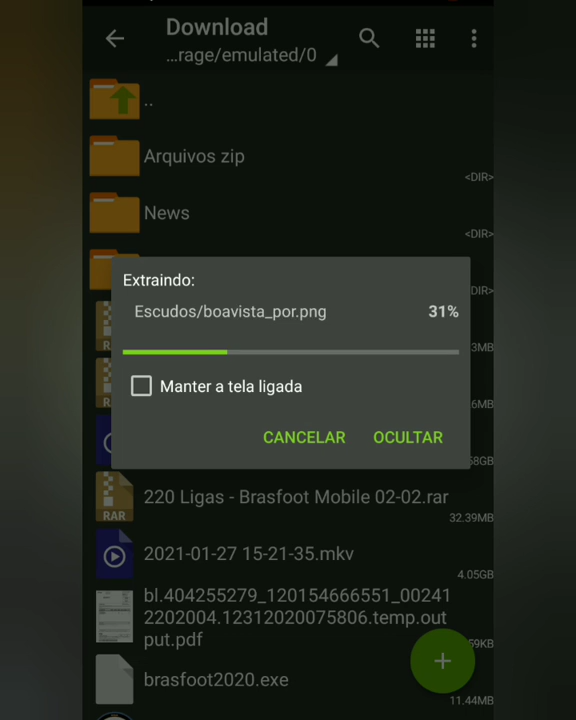 Download
...rage/emulated/0
..
Arquivos zip
<DIR>
News
<DIR>
DIR>
Extraindo:
Escudos/boavista_por.png
31%
3MB
Manter a tela ligada
6MB
CANCELAR
OCULTAR
58GB
220 Ligas - Brasfoot Mobile 02-02.rar
RAR
32.39MB
2021-01-27 15-21-35.mkv
4.05GB
bl.404255279_120154666551_00241
2202004.12312020075806.temp.out
put.pdf
59KB
brasfoot2020.exe
11.44MB